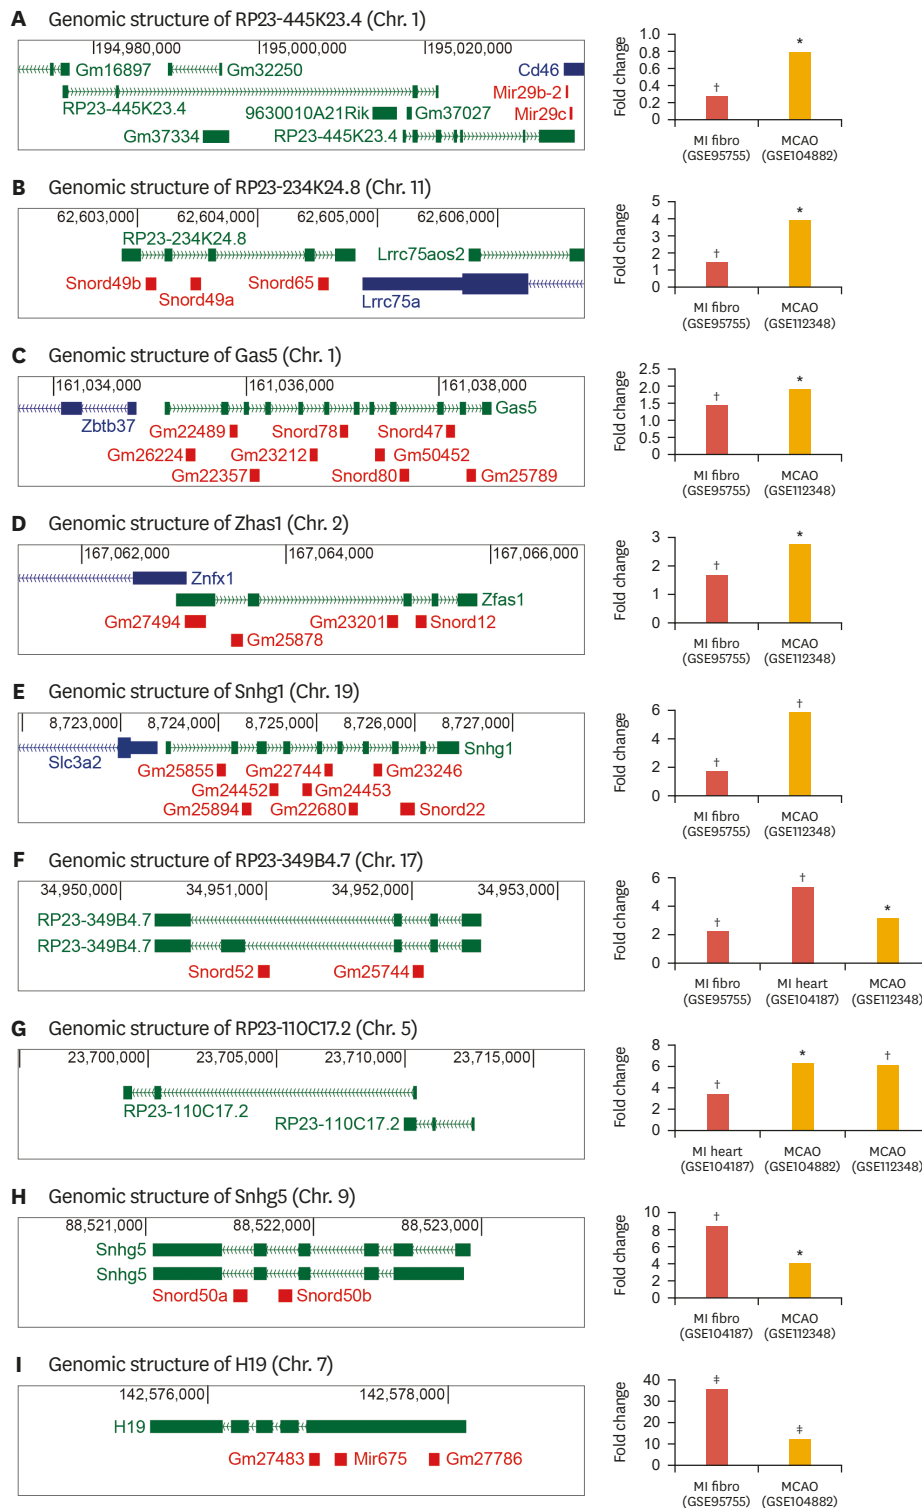 A Genomic structure of RP23-445K23.4 (Chr. 1)
194,980,000 195,000,000 195,020,000
Gm16897 Gm32250 Cd46
Mir29b-2
RP23-445K23.4 9630010A21Rik Gm37027 Mir29c
Gm37334 RP23-445K23.4
Fold change
1.0
0.8
0.6
0.4
0.2
0
† *
MI fibro MCAO
(GSE95755) (GSE104882)
B Genomic structure of RP23-234K24.8 (Chr. 11)
62,603,000 62,604,000 62,605,000 62,606,000
RP23-234K24.8 Lrrc75aos2
Snord49b Snord49a Snord65 Lrrc75a
Fold change
5
4
3
2
1
0
† *
MI fibro MCAO
(GSE95755) (GSE112348)
C Genomic structure of Gas5 (Chr. 1)
161,034,000 161,036,000 161,038,000
Gas5
Zbtb37
Gm22489 Snord78 Snord47
Gm26224 Gm23212 Gm50452
Gm22357 Snord80 Gm25789
Fold change
2.5
2.0
1.5
1.0
0.5
0
† *
MI fibro MCAO
(GSE95755) (GSE112348)
D Genomic structure of Zhas1 (Chr. 2)
167,062,000 167,064,000 167,066,000
Znfx1
Zfas1
Gm27494 Gm23201 Snord12
Gm25878
Fold change
3
2
1
0
† *
MI fibro MCAO
(GSE95755) (GSE112348)
E Genomic structure of Snhg1 (Chr. 19)
8,723,000 8,724,000 8,725,000 8,726,000 8,727,000
Snhg1
Slc3a2
Gm25855 Gm22744 Gm23246
Gm24452 Gm24453
Gm25894 Gm22680 Snord22
Fold change
6
4
2
0
† †
MI fibro MCAO
(GSE95755) (GSE112348)
F Genomic structure of RP23-349B4.7 (Chr. 17)
34,950,000 34,951,000 34,952,000 34,953,000
RP23-349B4.7
RP23-349B4.7
Snord52 Gm25744
Fold change
6
4
2
0
† † *
MI fibro MI heart MCAO
(GSE95755) (GSE104187) (GSE112348)
G Genomic structure of RP23-110C17.2 (Chr. 5)
23,700,000 23,705,000 23,710,000 23,715,000
RP23-110C17.2
RP23-110C17.2
Fold change
8
6
4
2
0
† * †
MI heart MCAO MCAO
(GSE104187) (GSE104882) (GSE112348)
H Genomic structure of Snhg5 (Chr. 9)
88,521,000 88,522,000 88,523,000
Snhg5
Snhg5
Snord50a Snord50b
Fold change
10
8
6
4
2
0
† *
MI fibro MCAO
(GSE104187) (GSE112348)
I Genomic structure of H19 (Chr. 7)
142,576,000 142,578,000
H19
Gm27483 Mir675 Gm27786
Fold change
40
30
20
10
0
‡ ‡
MI fibro MCAO
(GSE95755) (GSE104882)